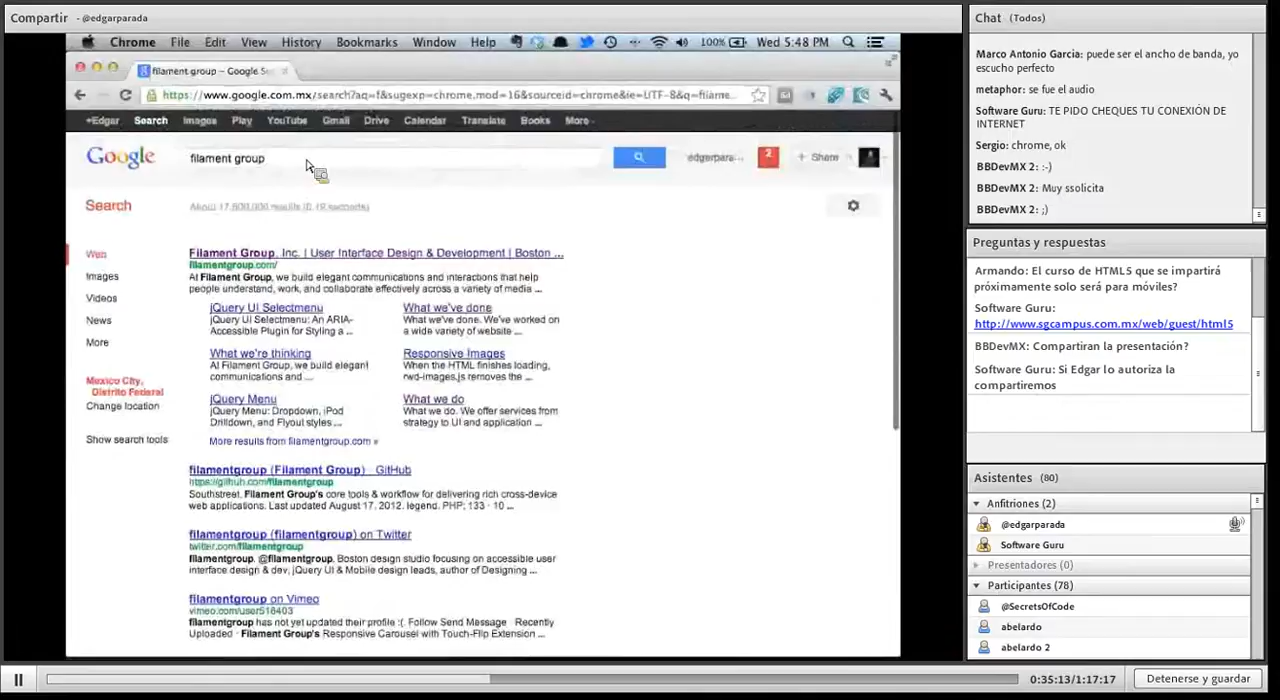 Compartir - @edgarparada
Chrome File Edit View History Bookmarks Window Help 100% Wed 5:48 PM
filament group – Google Se
https://www.google.com.mx/search?aq=f&sugexp=chrome,mod=16&sourceid=chrome&ie=UTF-8&q=filame...
+Edgar Search Images Play YouTube Gmail Drive Calendar Translate Books More
Google filament group edgarpara... 2 + Share
Search About 17,600,000 results
Web
Images
Videos
News
More
Mexico City,
Distrito Federal
Change location
Show search tools
Filament Group, Inc. | User Interface Design & Development | Boston ...
filamentgroup.com/
At Filament Group, we build elegant communications and interactions that help
people understand, work, and collaborate effectively across a variety of media ...
jQuery UI Selectmenu
jQuery UI Selectmenu: An ARIA-
Accessible Plugin for Styling a ...
What we've done
What we've done. We've worked on
a wide variety of website ...
What we're thinking
At Filament Group, we build elegant
communications and ...
Responsive Images
When the HTML finishes loading,
rwd-images.js removes the ...
jQuery Menu
jQuery Menu: Dropdown, iPod
Drilldown, and Flyout styles ...
What we do
What we do. We offer services from
strategy to UI and application ...
More results from filamentgroup.com »
filamentgroup (Filament Group) · GitHub
https://github.com/filamentgroup
Southstreet. Filament Group's core tools & workflow for delivering rich cross-device
web applications. Last updated August 17, 2012. legend. PHP; 133 · 10 ...
filamentgroup (filamentgroup) on Twitter
twitter.com/filamentgroup
filamentgroup. @filamentgroup. Boston design studio focusing on accessible user
interface design & dev, jQuery UI & Mobile design leads, author of Designing ...
filamentgroup on Vimeo
vimeo.com/user518403
filamentgroup has not yet updated their profile :(. Follow Send Message · Recently
Uploaded · Filament Group's Responsive Carousel with Touch-Flip Extension ...
Chat (Todos)
Marco Antonio Garcia: puede ser el ancho de banda, yo
escucho perfecto
metaphor: se fue el audio
Software Guru: TE PIDO CHEQUES TU CONEXIÓN DE
INTERNET
Sergio: chrome, ok
BBDevMX 2: :-)
BBDevMX 2: Muy ssolicita
BBDevMX 2: ;)
Preguntas y respuestas
Armando: El curso de HTML5 que se impartirá
próximamente solo será para móviles?
Software Guru:
http://www.sgcampus.com.mx/web/guest/html5
BBDevMX: Compartiran la presentación?
Software Guru: Si Edgar lo autoriza la
compartiremos
Asistentes (80)
Anfitriones (2)
@edgarparada
Software Guru
Presentadores (0)
Participantes (78)
@SecretsOfCode
abelardo
abelardo 2
0:35:13/1:17:17 Detenerse y guardar